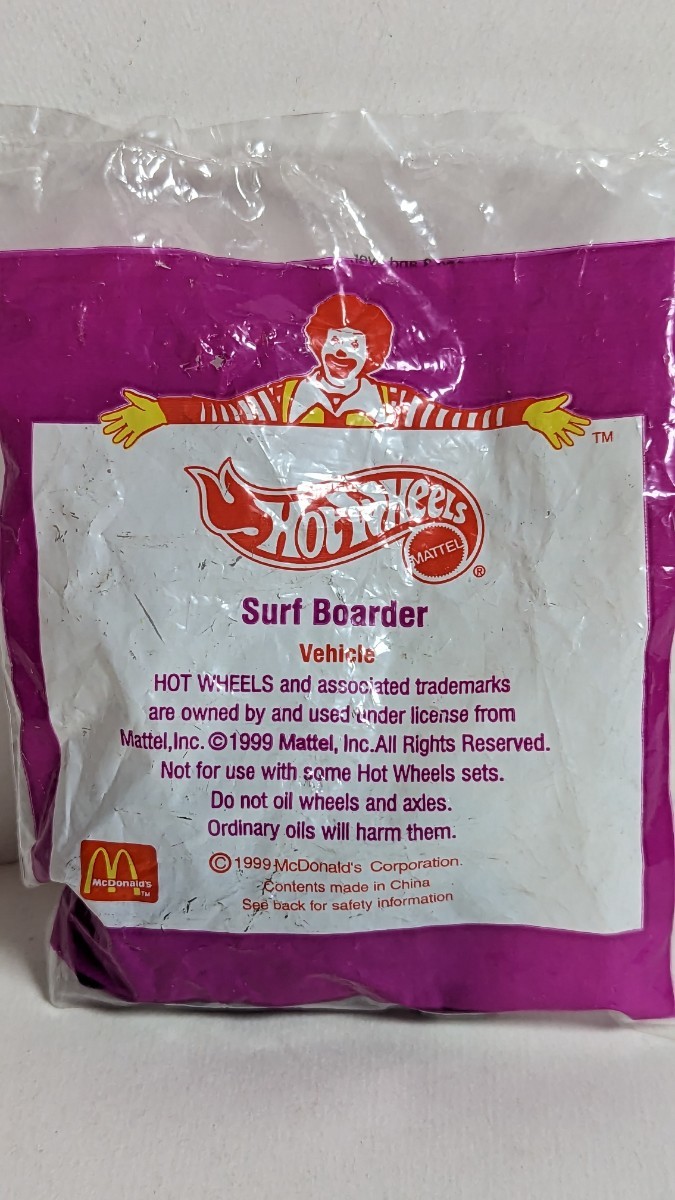 TM
HOT WHEELS
MATTEL
®
Surf Boarder
Vehicle
HOT WHEELS and associated trademarks
are owned by and used under license from
Mattel,Inc. ©1999 Mattel, Inc.All Rights Reserved.
Not for use with some Hot Wheels sets.
Do not oil wheels and axles.
Ordinary oils will harm them.
©1999 McDonald's Corporation.
Contents made in China
See back for safety information
McDonald's
TM